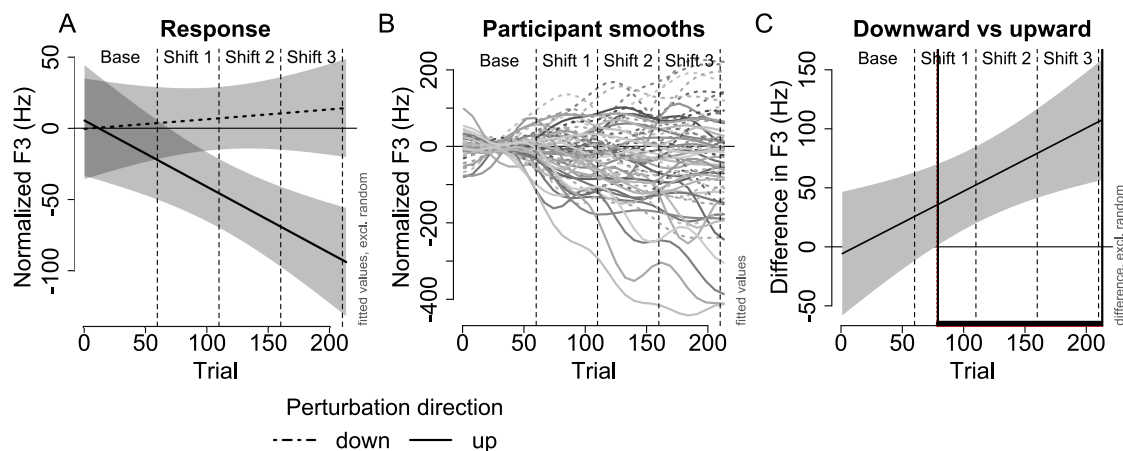 A
Response
Base
Shift 1
Shift 2
Shift 3
Normalized F3 (Hz)
50
0
-50
-100
0
50
100
150
200
Trial
fitted values, excl. random
B
Participant smooths
Base
Shift 1
Shift 2
Shift 3
Normalized F3 (Hz)
200
0
-200
-400
0
50
100
150
200
Trial
fitted values
C
Downward vs upward
Base
Shift 1
Shift 2
Shift 3
Difference in F3 (Hz)
150
100
50
0
-50
0
50
100
150
200
Trial
difference, excl. random
Perturbation direction
down
up